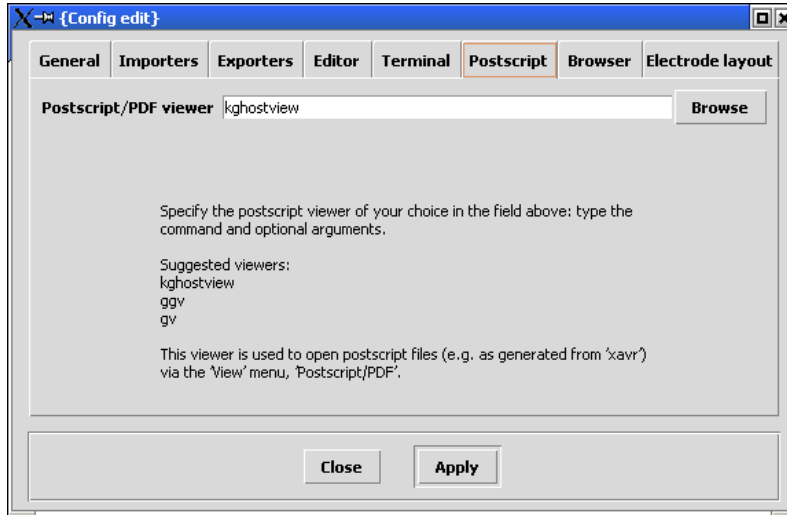 {Config edit}
General Importers Exporters Editor Terminal Postscript Browser Electrode layout
Postscript/PDF viewer kghostview Browse
Specify the postscript viewer of your choice in the field above: type the
command and optional arguments.
Suggested viewers:
kghostview
ggv
gv
This viewer is used to open postscript files (e.g. as generated from 'xavr')
via the 'View' menu, 'Postscript/PDF'.
Close Apply